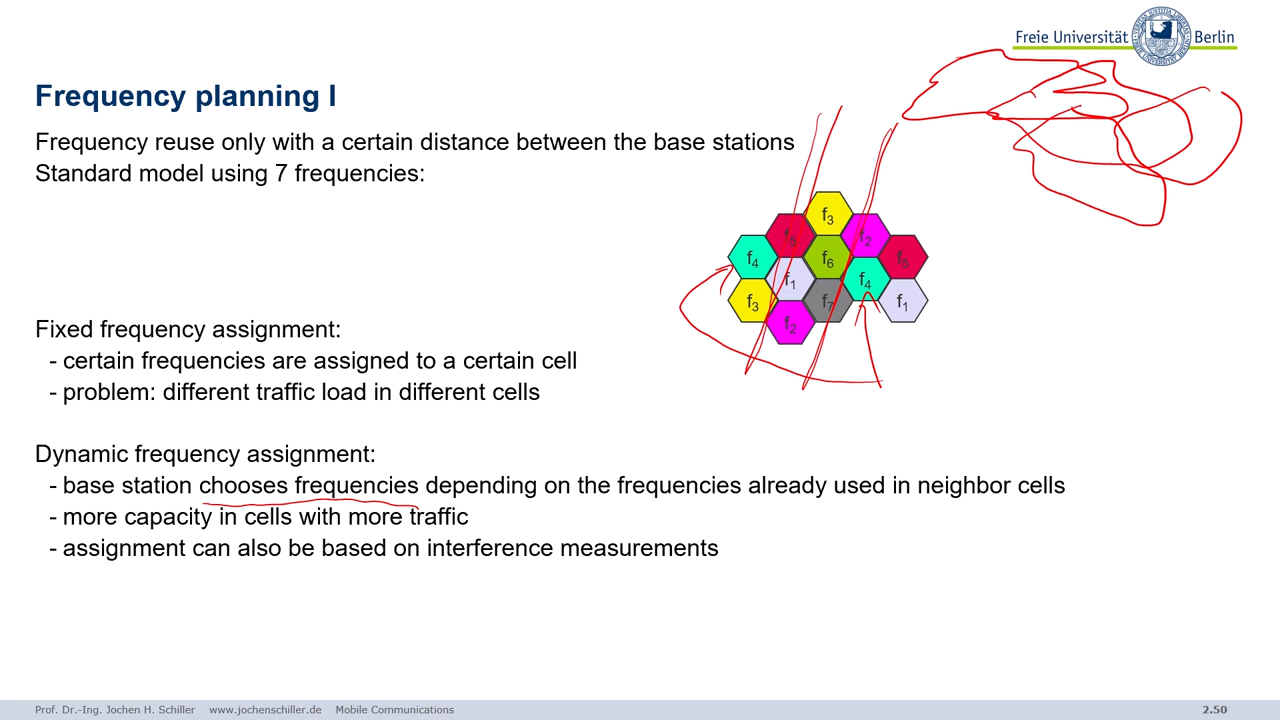 Freie Universität Berlin
Frequency planning I
Frequency reuse only with a certain distance between the base stations
Standard model using 7 frequencies:
f3
f5 f2
f4 f6 f5
f1 f4
f3 f7 f1
f2
Fixed frequency assignment:
- certain frequencies are assigned to a certain cell
- problem: different traffic load in different cells
Dynamic frequency assignment:
- base station chooses frequencies depending on the frequencies already used in neighbor cells
- more capacity in cells with more traffic
- assignment can also be based on interference measurements
Prof. Dr.-Ing. Jochen H. Schiller www.jochenschiller.de Mobile Communications 2.50